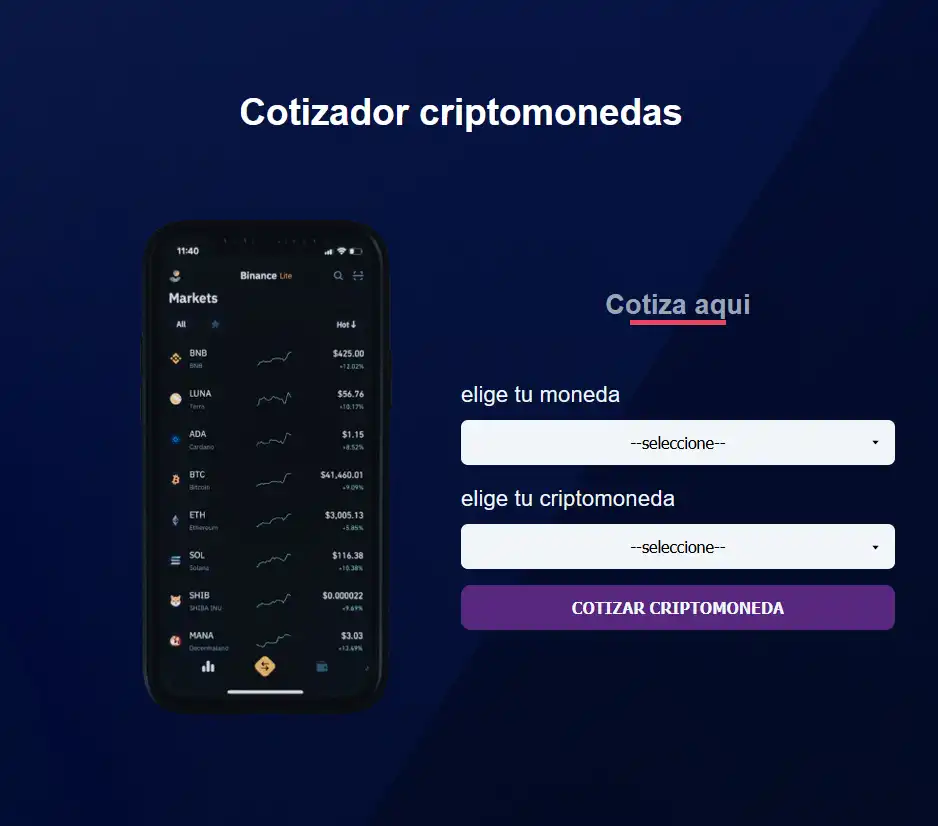 Cotizador criptomonedas
11:40
Binance Lite
Markets
All Hot ↓
BNB $425.00
BNB +12.02%
LUNA $56.76
Terra +10.17%
ADA $1.15
Cardano +8.52%
BTC $41,460.01
Bitcoin +9.09%
ETH $3,005.13
Ethereum +5.85%
SOL $116.38
Solana +10.38%
SHIB $0.000022
SHIBA INU +9.69%
MANA $3.03
Decentraland +13.49%
Cotiza aqui
elige tu moneda
--seleccione--
elige tu criptomoneda
--seleccione--
COTIZAR CRIPTOMONEDA